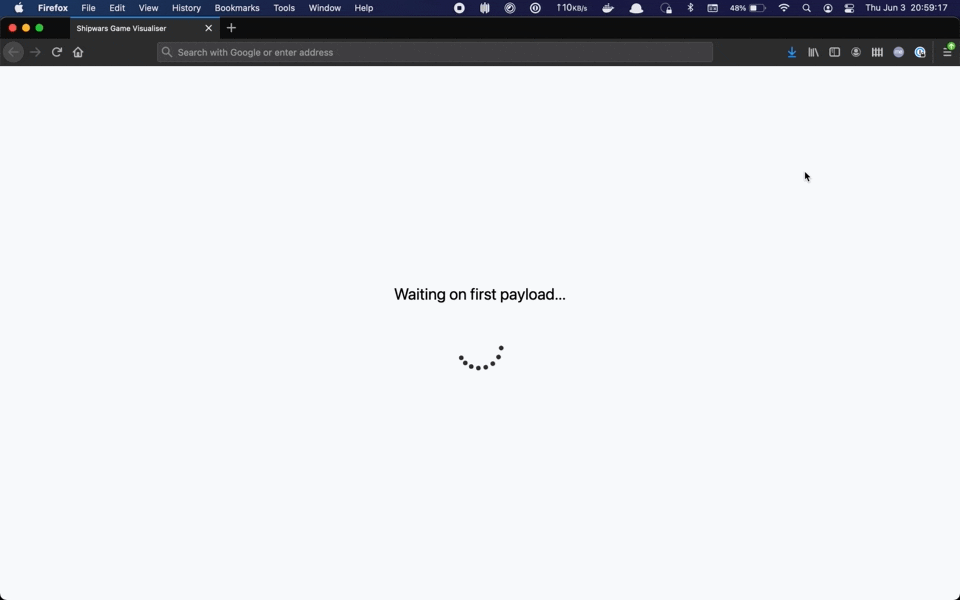 Firefox File Edit View History Bookmarks Tools Window Help 110KB/s 48% Thu Jun 3 20:59:17
Shipwars Game Visualiser
Search with Google or enter address
Waiting on first payload...